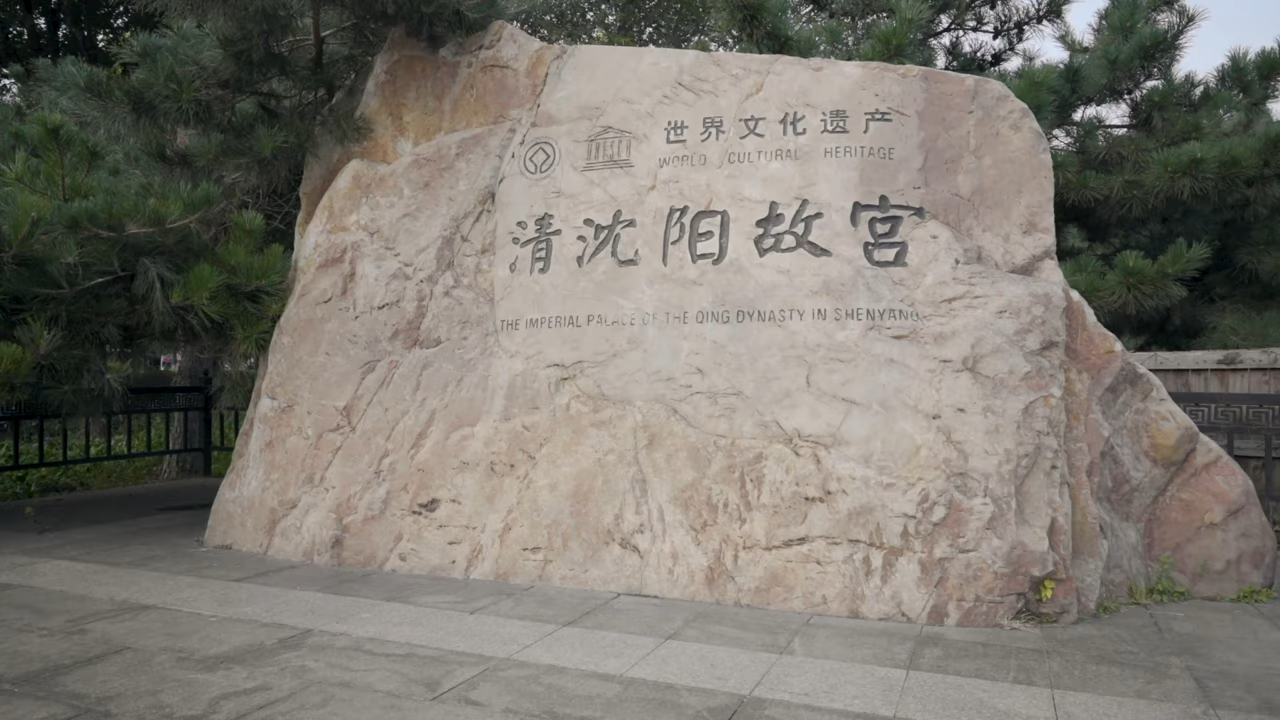 UNESCO
世界文化遗产
WORLD CULTURAL HERITAGE
清沈阳故宫
THE IMPERIAL PALACE OF THE QING DYNASTY IN SHENYANG